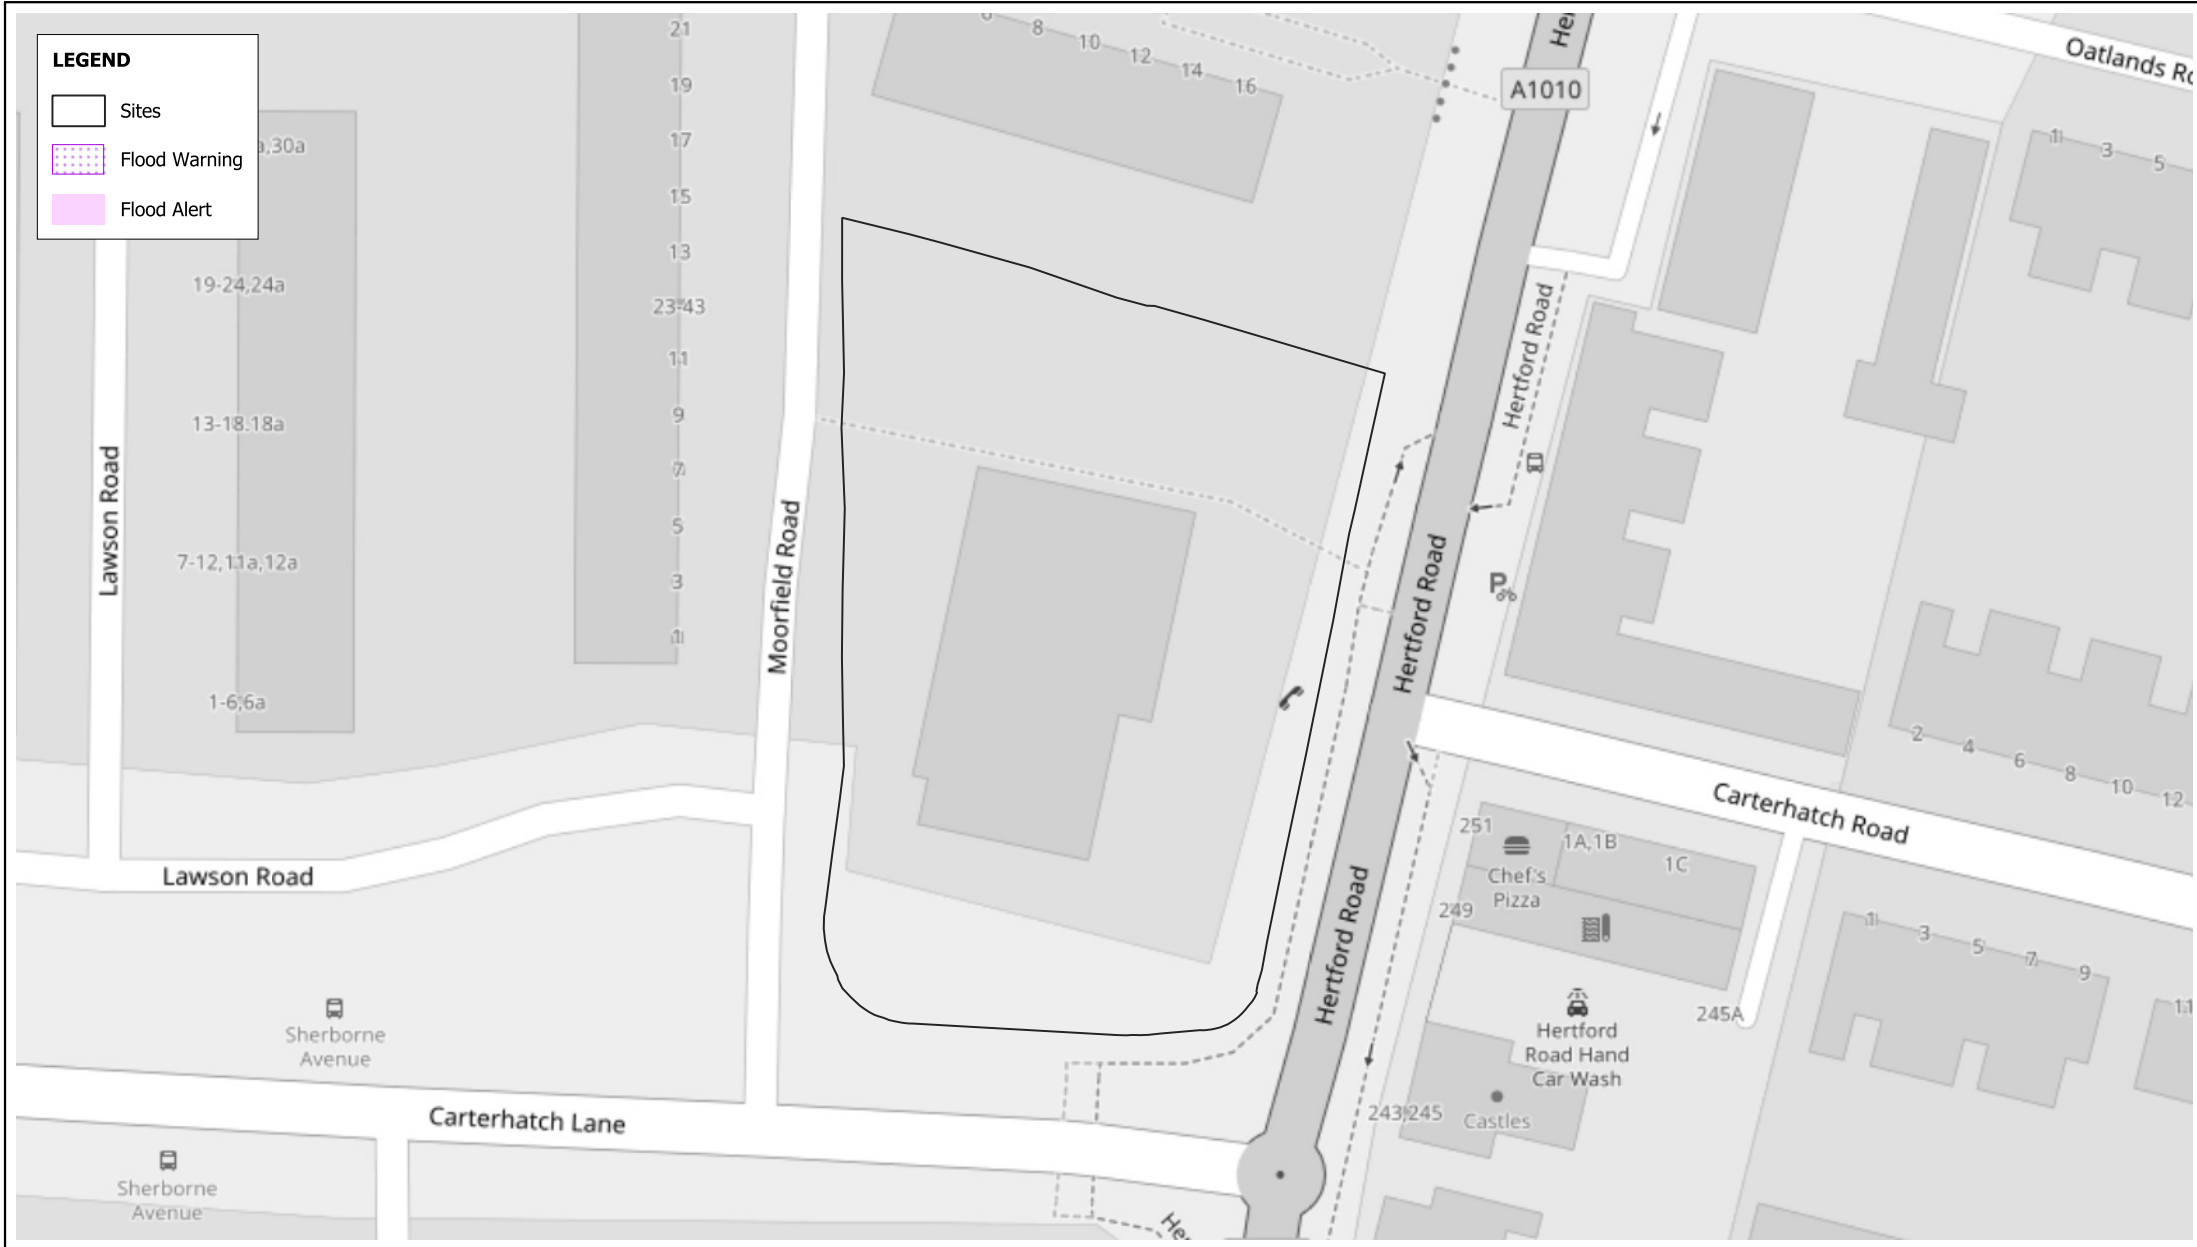 LEGEND
Sites
Flood Warning
Flood Alert
21
19
17
15
13
23-43
11
9
7
5
3
1
a,30a
19-24,24a
13-18.18a
7-12,11a,12a
1-6,6a
Lawson Road
Lawson Road
Moorfield Road
8
10
12
14
16
A1010
Oatlands Ro
1
3
5
Hertford Road
Hertford Road
Hertford Road
P
Carterhatch Road
2
4
6
8
10
12
251
1A,1B
1C
Chef's
Pizza
249
245A
Hertford
Road Hand
Car Wash
243,245
Castles
1
3
5
7
9
11
Sherborne
Avenue
Carterhatch Lane
Sherborne
Avenue
Her
Her